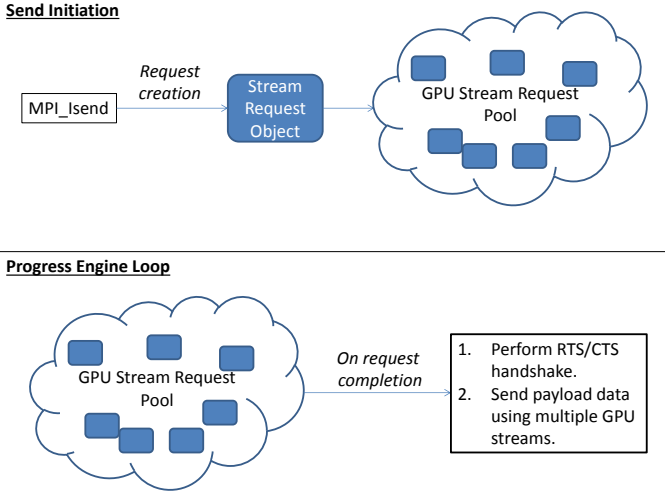 Send Initiation
Request
creation
MPI_Isend
Stream
Request
Object
GPU Stream Request
Pool
Progress Engine Loop
GPU Stream Request
Pool
On request
completion
1. Perform RTS/CTS
handshake.
2. Send payload data
using multiple GPU
streams.